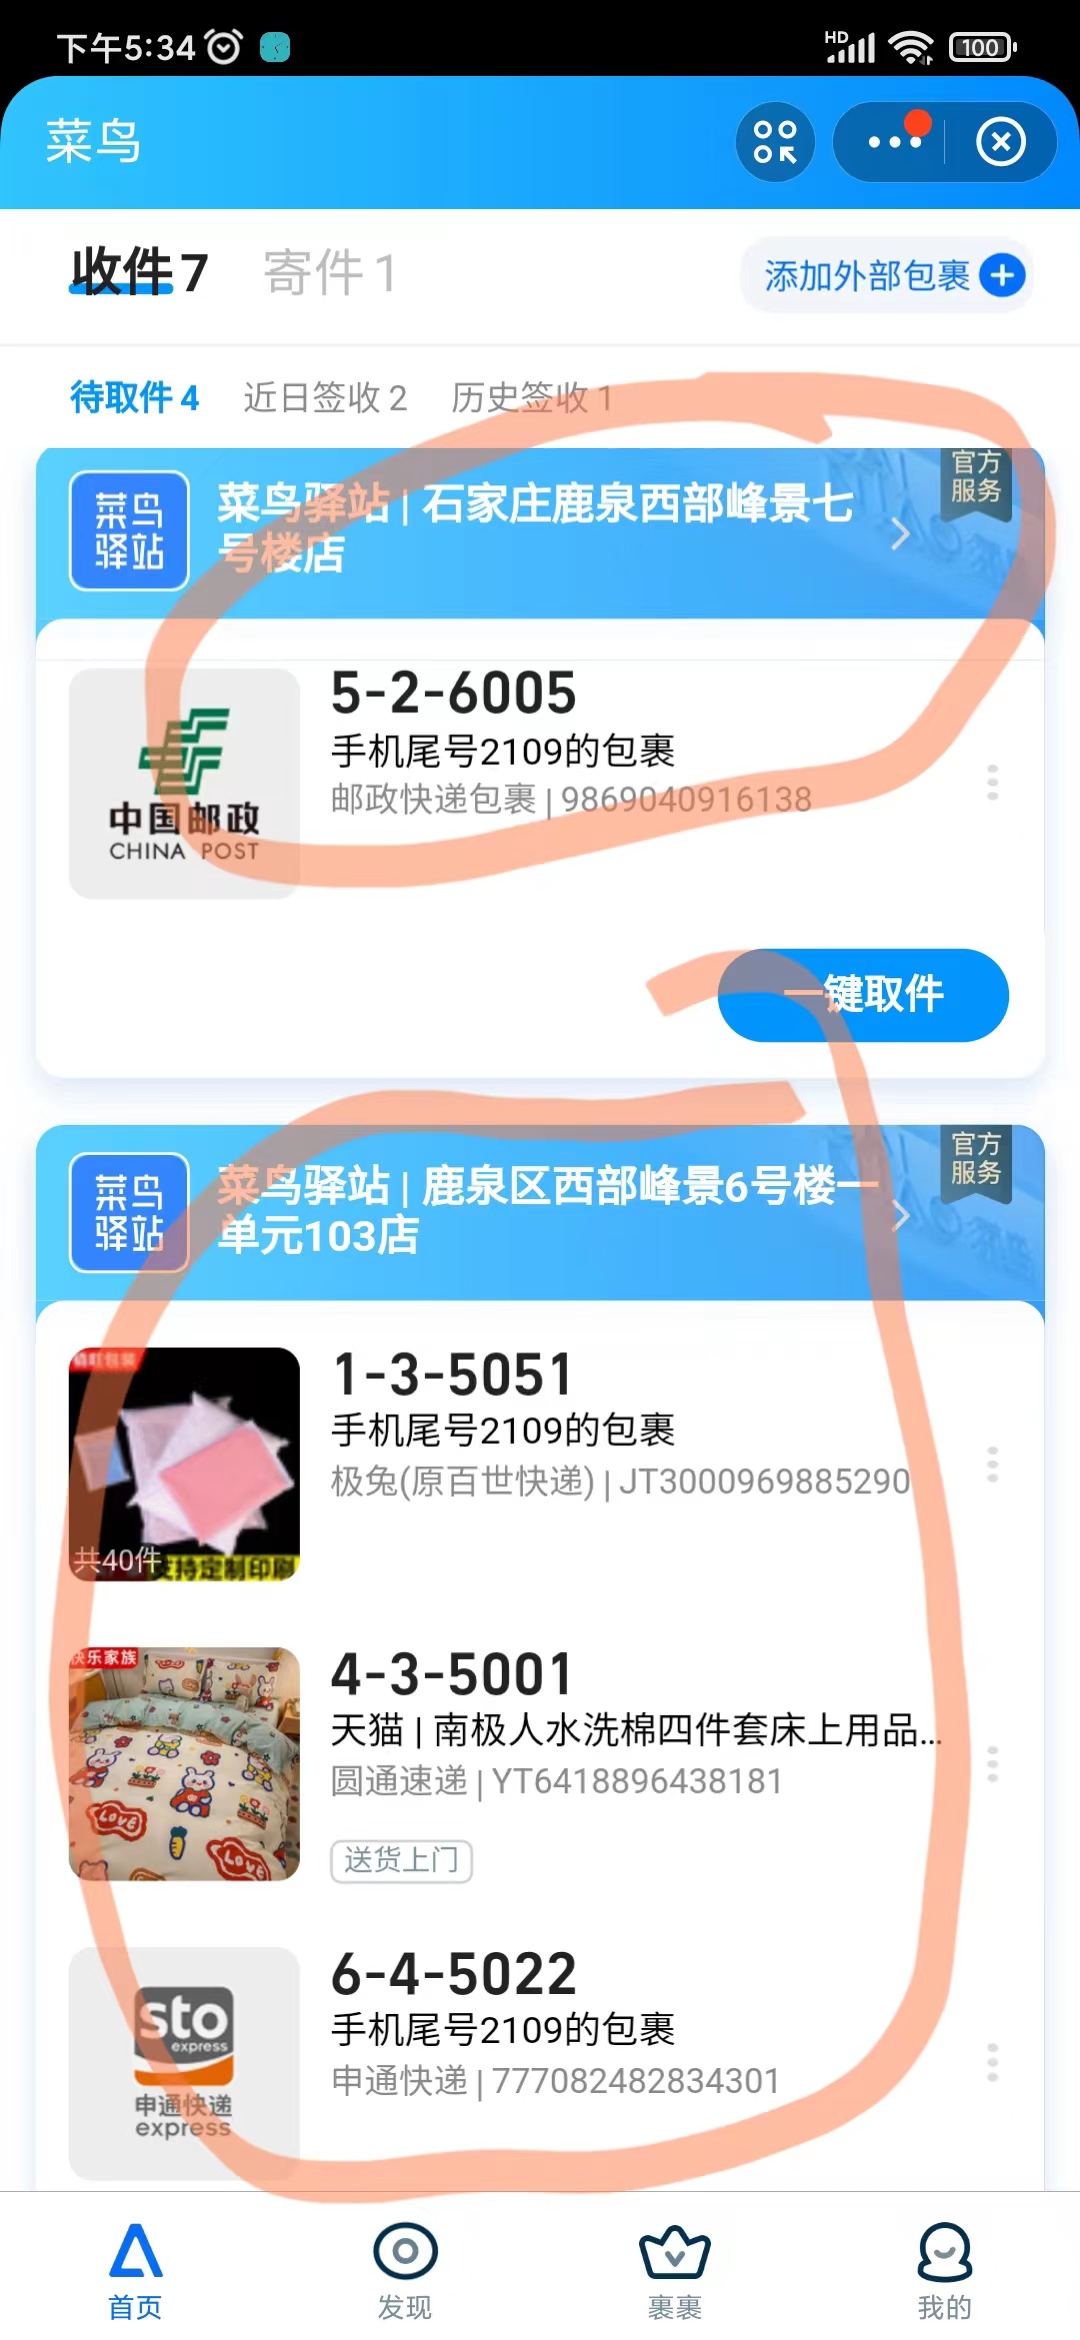 下午5:34
HD
100
菜鸟
收件7 寄件1
添加外部包裹
待取件4 近日签收2 历史签收1
菜鸟
驿站
菜鸟驿站 | 石家庄鹿泉西部峰景七
号楼店
官方
服务
5-2-6005
手机尾号2109的包裹
邮政快递包裹 | 9869040916138
中国邮政
CHINA POST
一键取件
菜鸟
驿站
菜鸟驿站 | 鹿泉区西部峰景6号楼一
单元103店
官方
服务
1-3-5051
手机尾号2109的包裹
极兔(原百世快递) | JT3000969885290
共40件
支持定制印刷
4-3-5001
天猫 | 南极人水洗棉四件套床上用品...
圆通速递 | YT6418896438181
送货上门
快乐家族
LOVE
LOVE
6-4-5022
手机尾号2109的包裹
申通快递 | 777082482834301
sto
express
申通快递
express
首页 发现 裹裹 我的